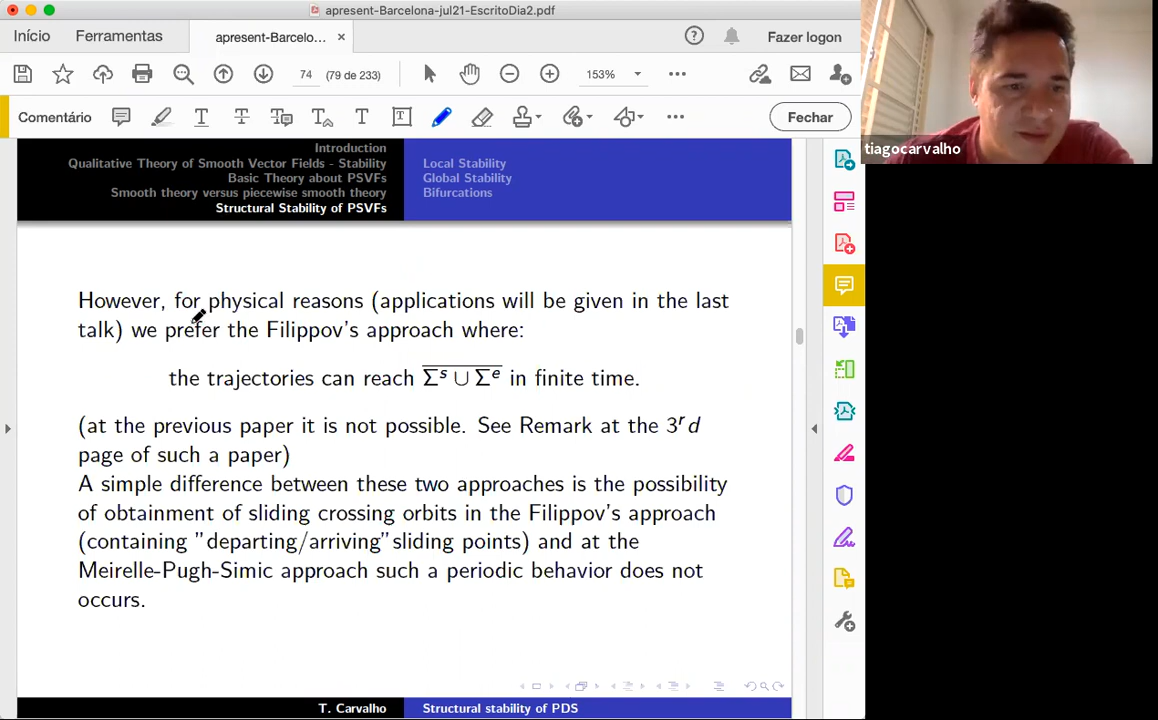 apresent-Barcelona-jul21-EscritoDia2.pdf
Início
Ferramentas
apresent-Barcelo...
Fazer logon
74
(79 de 233)
153%
Comentário
Fechar
tiagocarvalho
Introduction
Qualitative Theory of Smooth Vector Fields - Stability
Basic Theory about PSVFs
Smooth theory versus piecewise smooth theory
Structural Stability of PSVFs
Local Stability
Global Stability
Bifurcations
However, for physical reasons (applications will be given in the last
talk) we prefer the Filippov's approach where:
the trajectories can reach Σˢ ∪ Σᵉ in finite time.
(at the previous paper it is not possible. See Remark at the 3ʳd
page of such a paper)
A simple difference between these two approaches is the possibility
of obtainment of sliding crossing orbits in the Filippov's approach
(containing "departing/arriving"sliding points) and at the
Meirelle-Pugh-Simic approach such a periodic behavior does not
occurs.
T. Carvalho
Structural stability of PDS